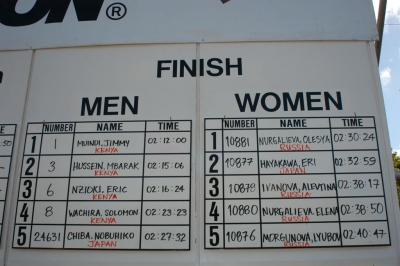 ON®
FINISH
MEN
WOMEN
NUMBER NAME TIME
NUMBER NAME TIME
1 1 MUINDI, JIMMY 02:12:00
KENYA
2 3 HUSSEIN, MBARAK 02:15:06
KENYA
3 6 NZIOKI, ERIC 02:16:24
KENYA
4 8 WACHIRA, SOLOMON 02:23:23
KENYA
5 24631 CHIBA, NOBUHIKO 02:27:32
JAPAN
1 10881 NURGALIEVA, OLESYA 02:30:24
RUSSIA
2 10877 HAYAKAWA, ERI 02:32:59
JAPAN
3 10879 IVANOVA, ALEVTINA 02:38:17
RUSSIA
4 10880 NURGALIEVA, ELENA 02:38:50
RUSSIA
5 10876 MORGUNOVA, LYUBOV 02:40:47
RUSSIA